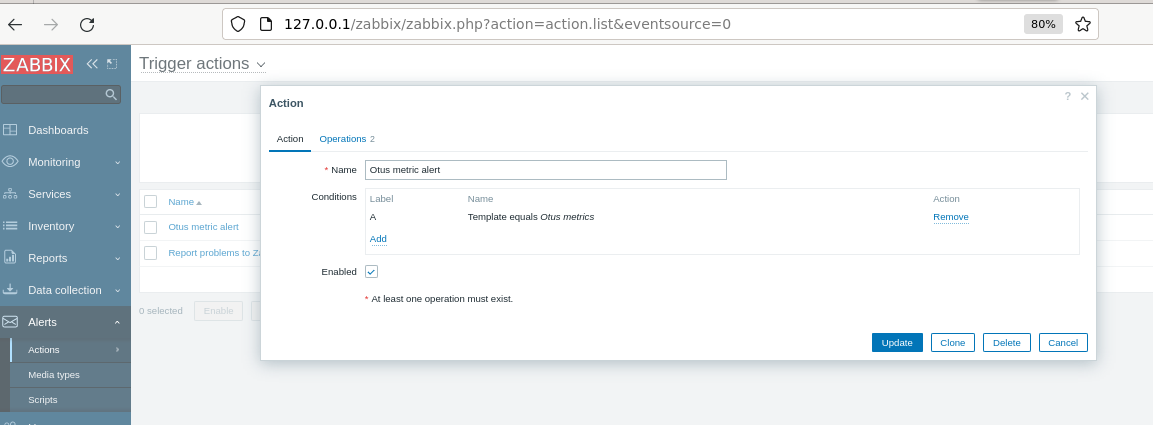 127.0.0.1/zabbix/zabbix.php?action=action.list&eventsource=0
80%
ZABBIX
Trigger actions
Dashboards
Monitoring
Services
Inventory
Reports
Data collection
Alerts
Actions
Media types
Scripts
Name
Otus metric alert
Report problems to Za
0 selected
Enable
Action
?
Action
Operations 2
* Name
Otus metric alert
Conditions
Label Name Action
A Template equals Otus metrics Remove
Add
Enabled
* At least one operation must exist.
Update Clone Delete Cancel